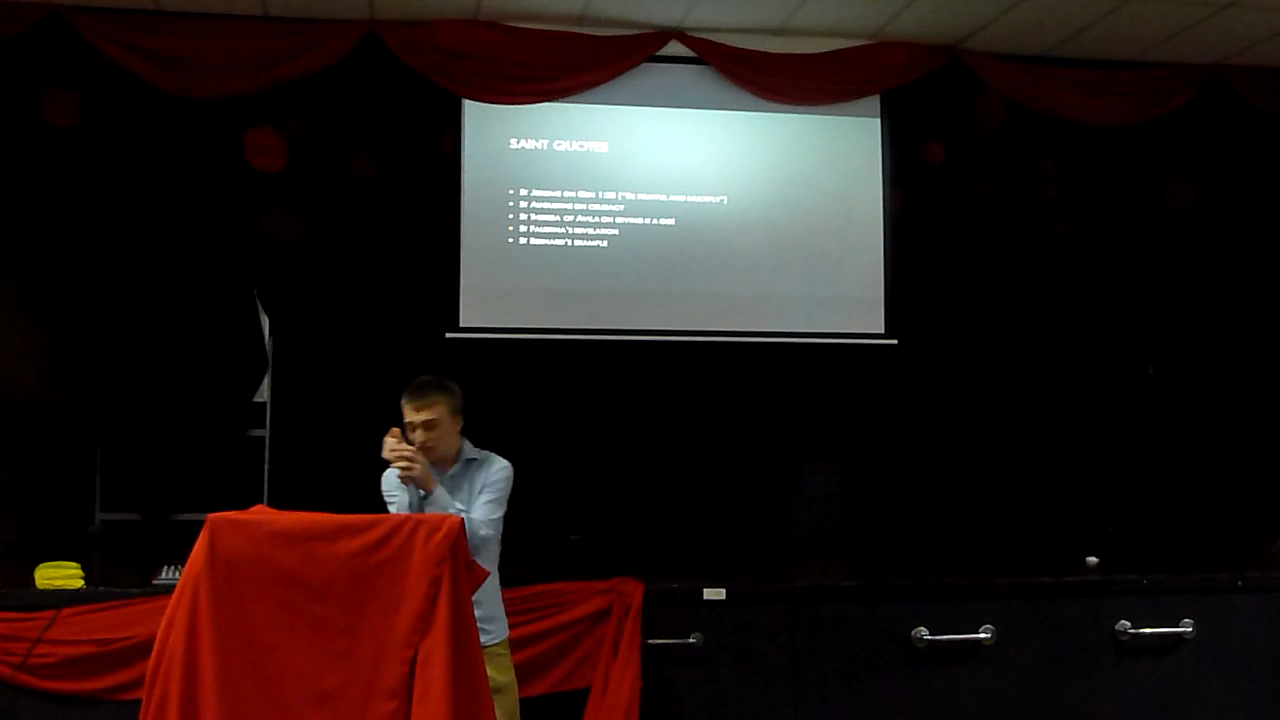 SAINT QUOTES
• St Jerome on Gen 1:28 ("Be fruitful and multiply")
• St Augustine on celibacy
• St Theresa of Avila on giving it a go!
• St Faustina's revelation
• St Bernard's example